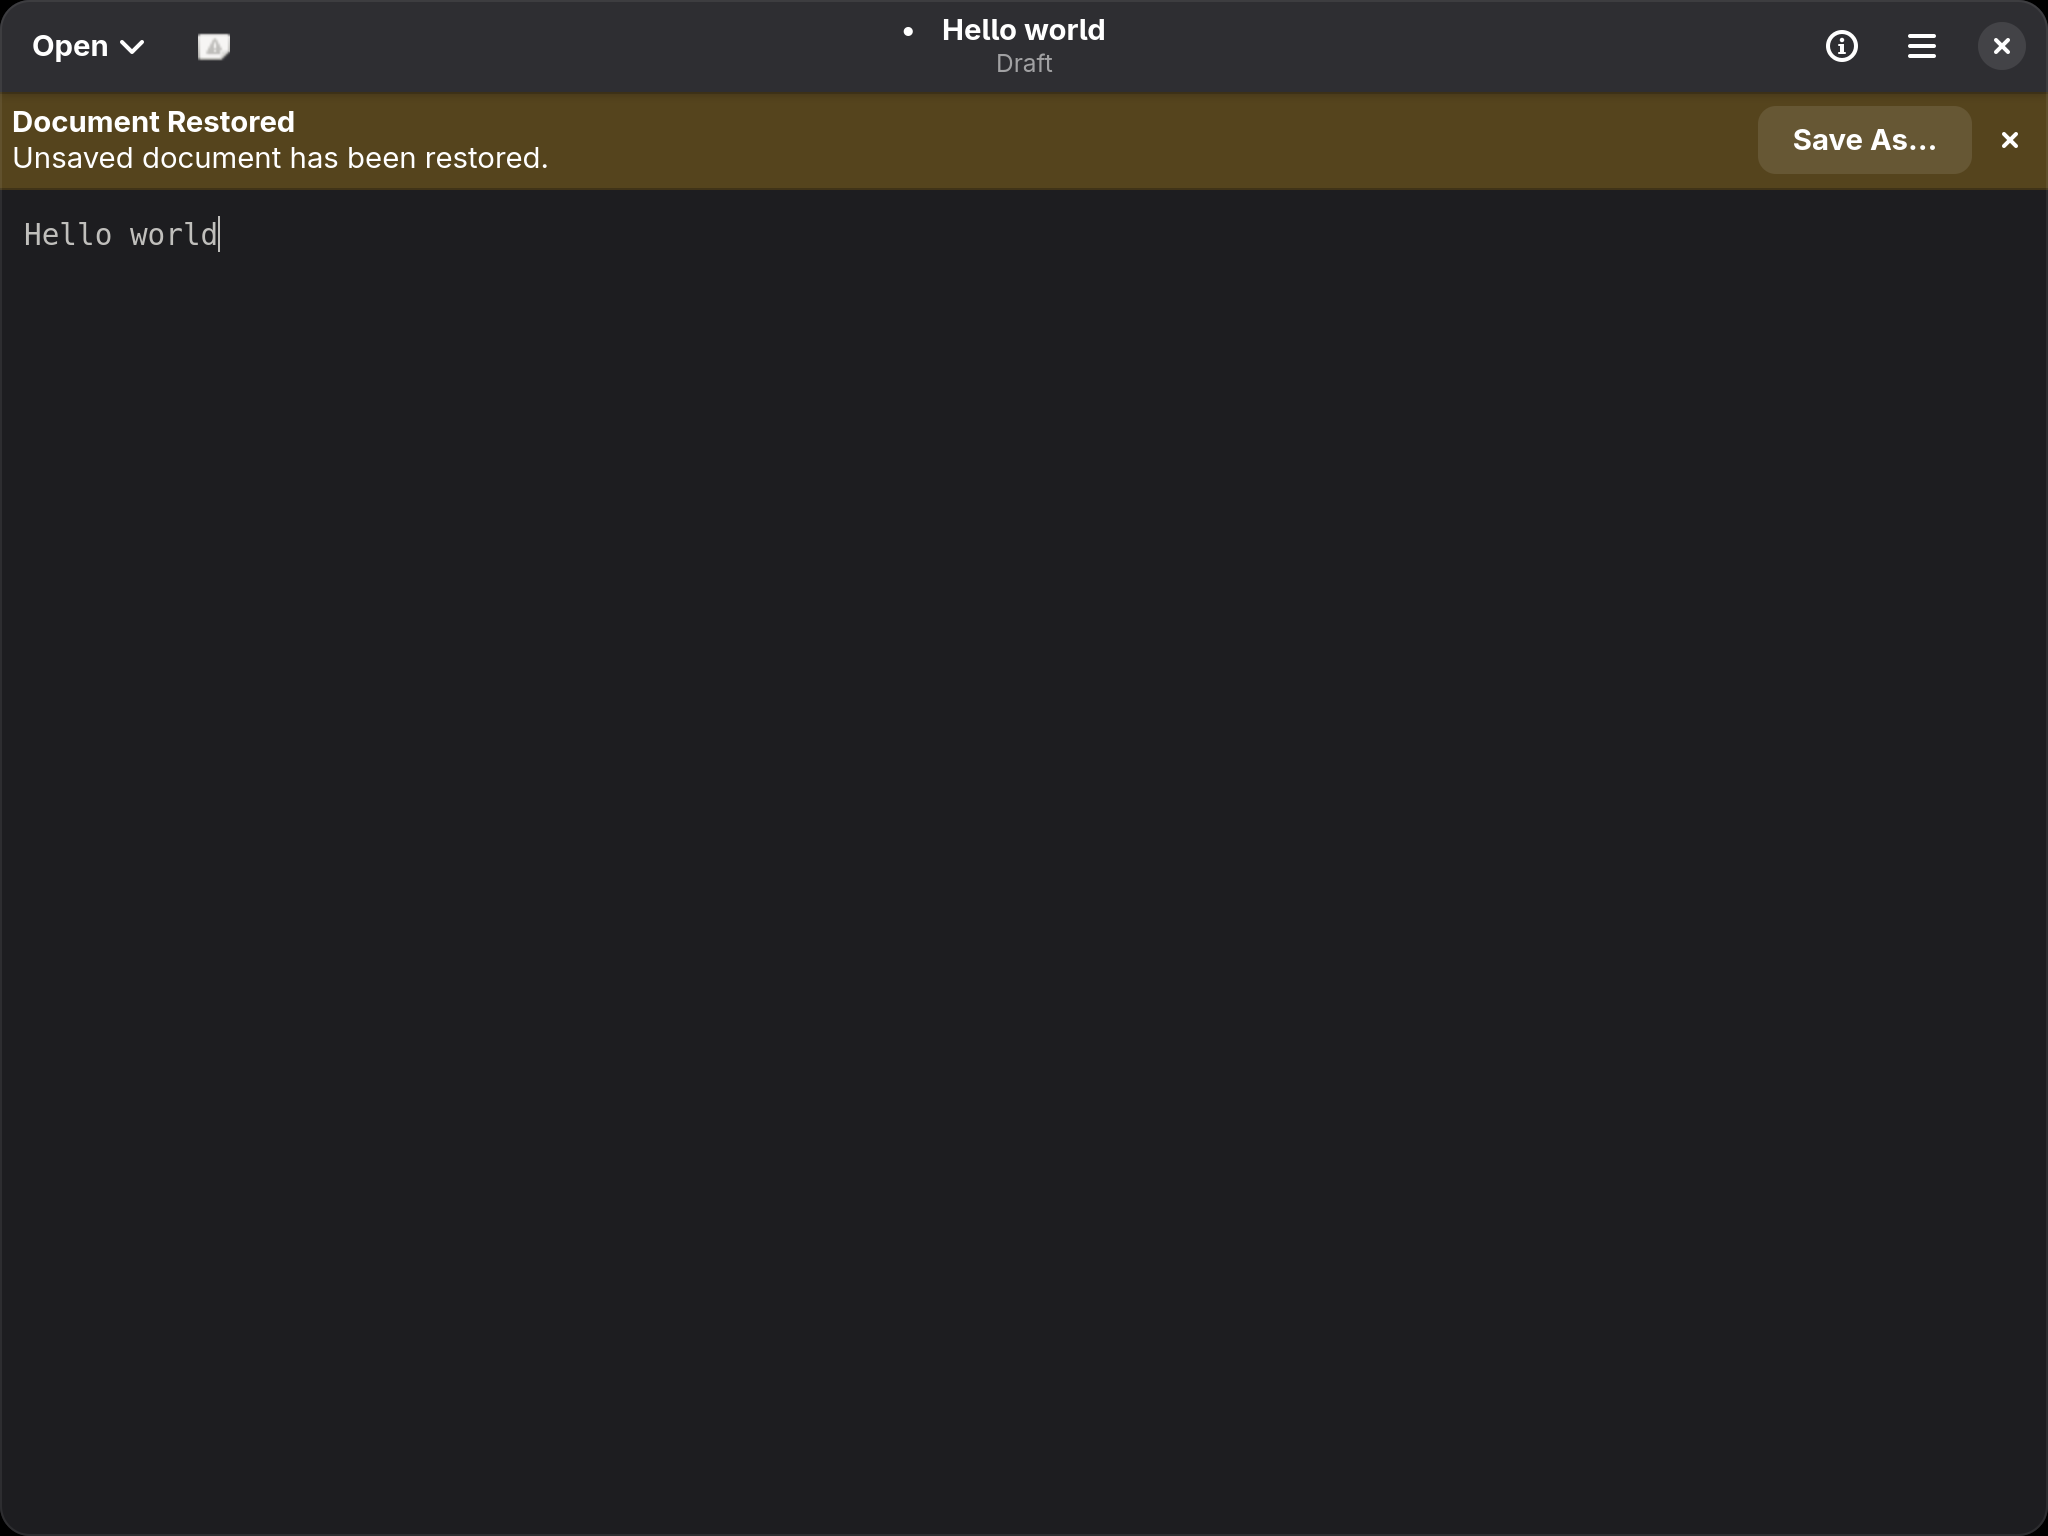 Open
• Hello world
Draft
Document Restored
Unsaved document has been restored.
Save As...
Hello world